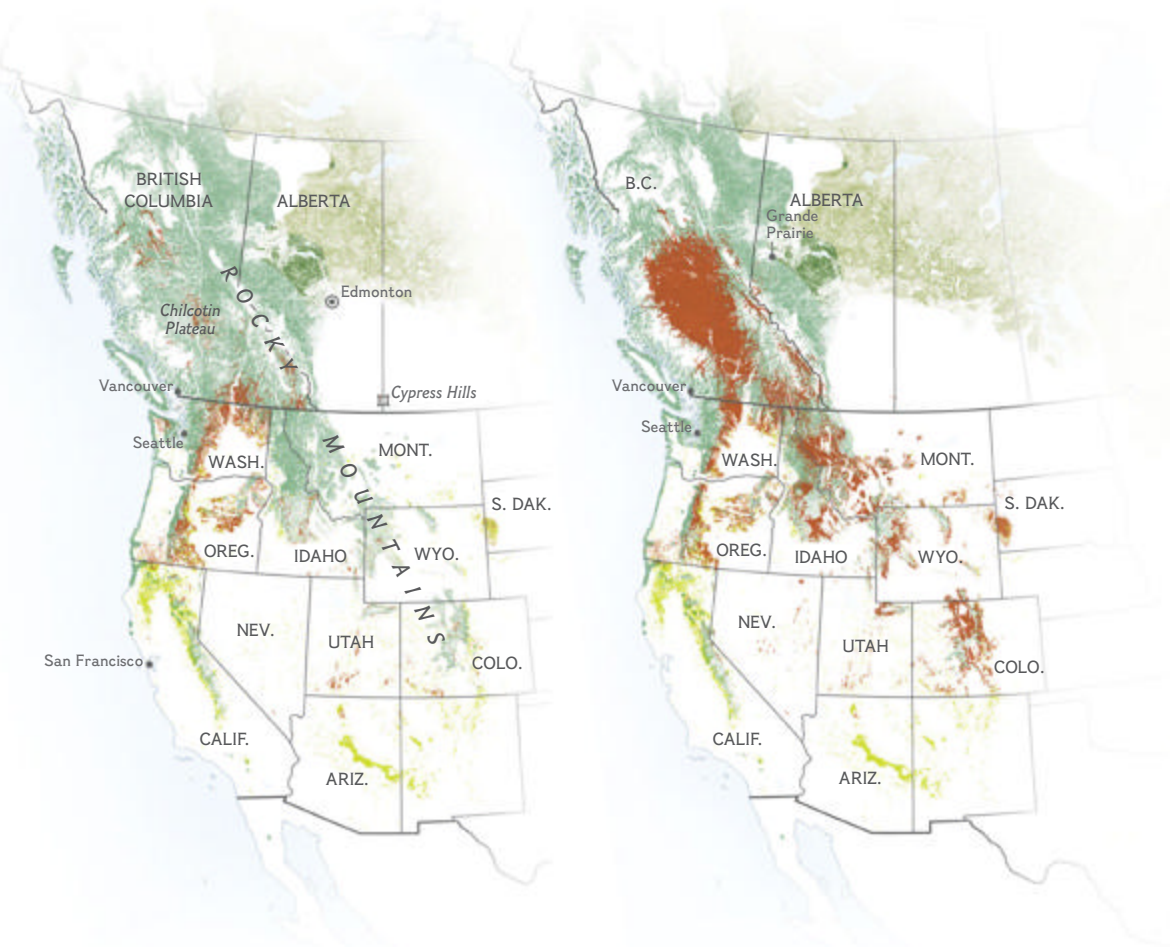 BRITISH
COLUMBIA
ALBERTA
ROCKY
Edmonton
Chilcotin
Plateau
Vancouver
Cypress Hills
Seattle
WASH.
MOUNTAINS
MONT.
S. DAK.
OREG.
IDAHO
WYO.
NEV.
UTAH
San Francisco
COLO.
CALIF.
ARIZ.
B.C.
ALBERTA
Grande
Prairie
Vancouver
Seattle
WASH.
MONT.
S. DAK.
OREG.
IDAHO
WYO.
NEV.
UTAH
COLO.
CALIF.
ARIZ.